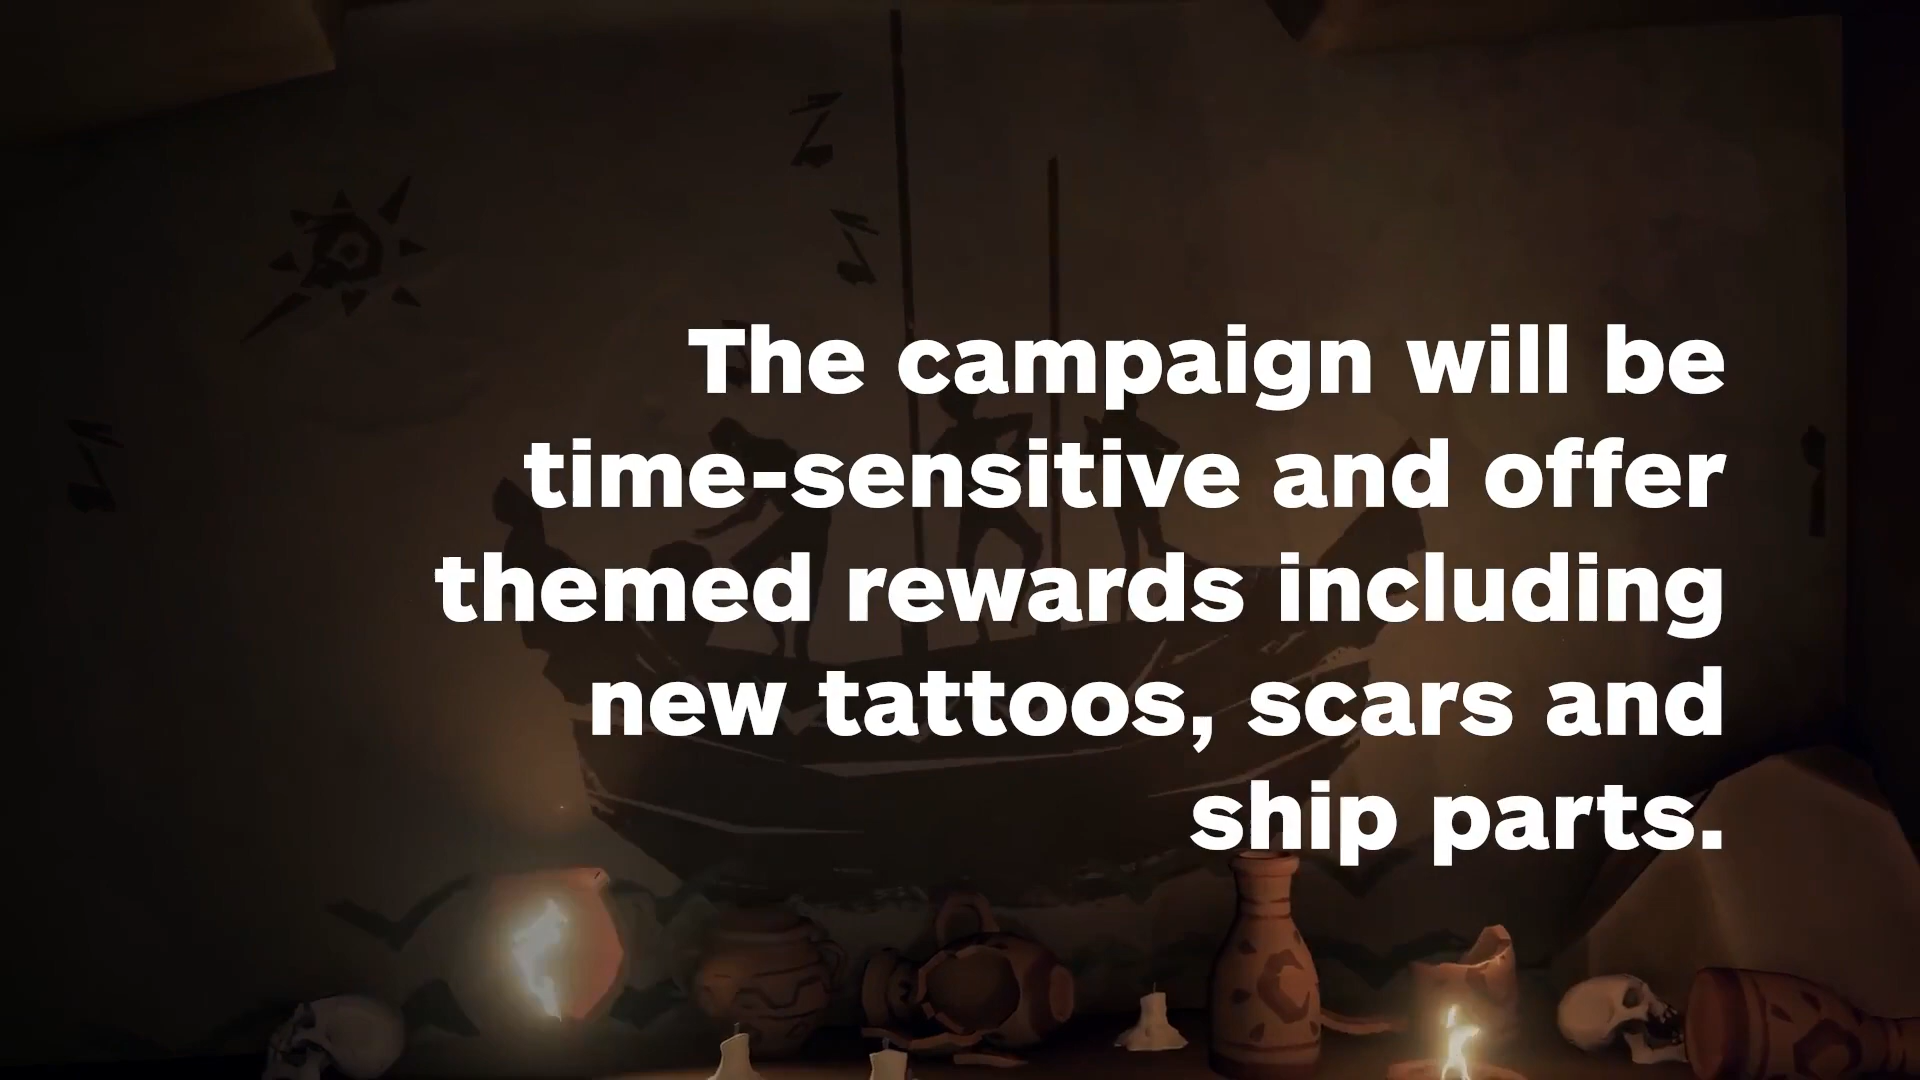 The campaign will be
time-sensitive and offer
themed rewards including
new tattoos, scars and
ship parts.